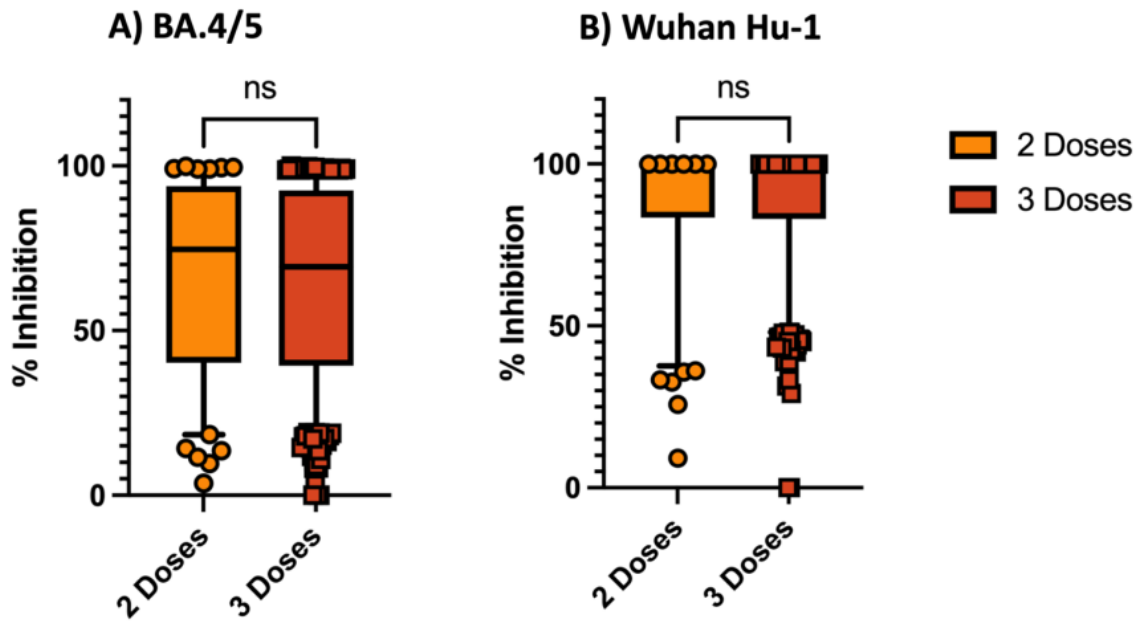 A) BA.4/5
ns
% Inhibition
100
50
0
2 Doses
3 Doses
B) Wuhan Hu-1
ns
% Inhibition
100
50
0
2 Doses
3 Doses
2 Doses
3 Doses